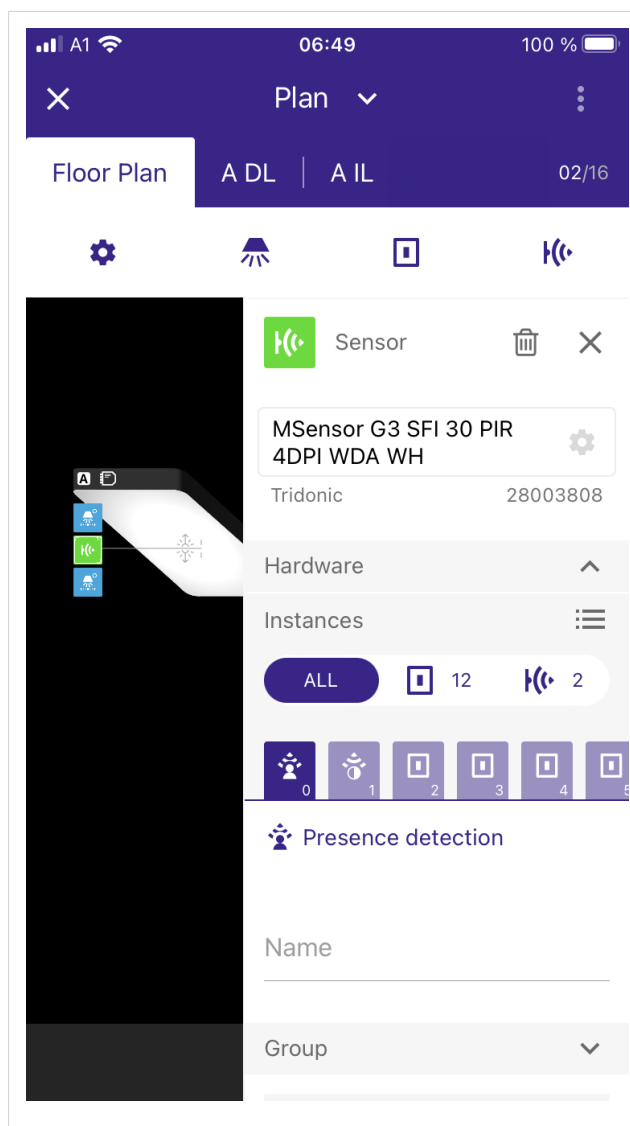 A1 06:49 100 %
Plan
Floor Plan A DL A IL 02/16
Sensor
MSensor G3 SFI 30 PIR
4DPI WDA WH
A
Tridonic 28003808
Hardware
Instances
ALL 12 2
0 1 2 3 4 5
Presence detection
Name
Group